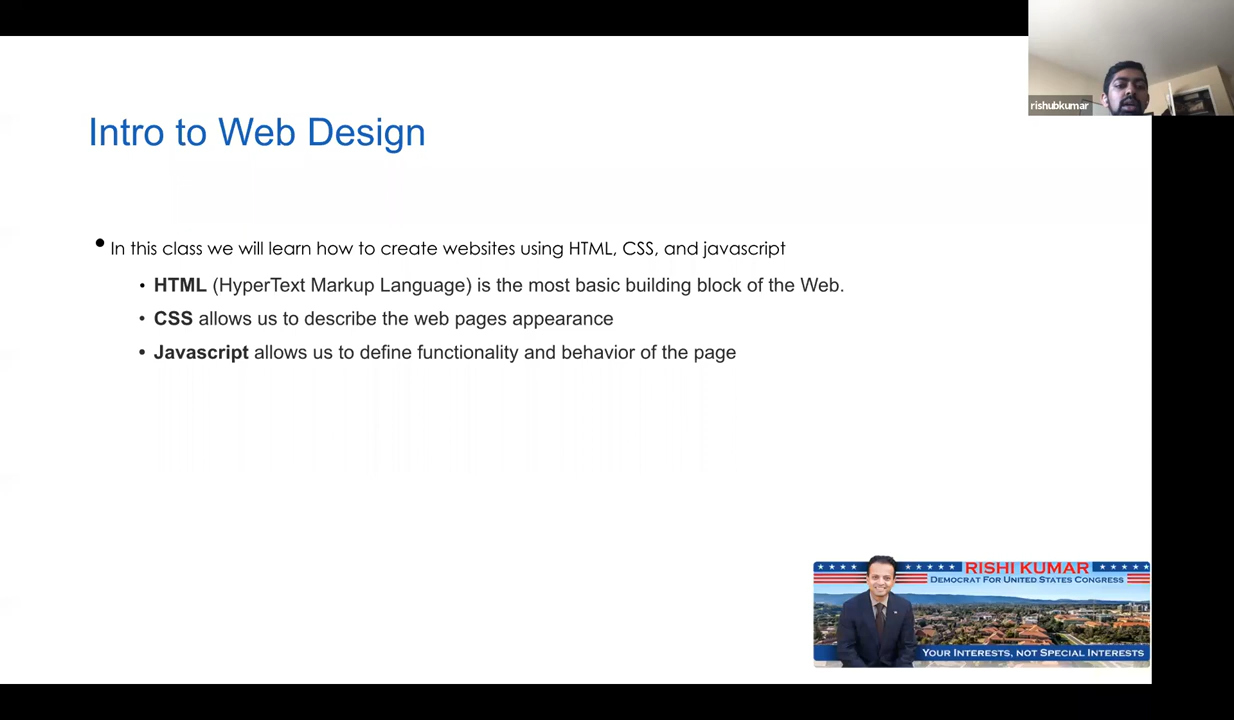 rishubkumar
Intro to Web Design
• In this class we will learn how to create websites using HTML, CSS, and javascript
• HTML (HyperText Markup Language) is the most basic building block of the Web.
• CSS allows us to describe the web pages appearance
• Javascript allows us to define functionality and behavior of the page
RISHI KUMAR
DEMOCRAT FOR UNITED STATES CONGRESS
YOUR INTERESTS, NOT SPECIAL INTERESTS